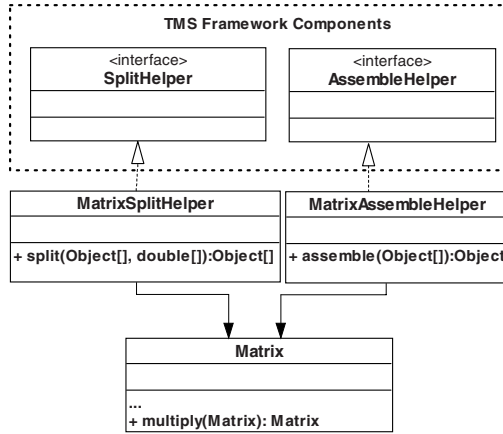 TMS Framework Components
<interface>
SplitHelper
<interface>
AssembleHelper
MatrixSplitHelper
+ split(Object[], double[]):Object[]
MatrixAssembleHelper
+ assemble(Object[]):Object
Matrix
...
+ multiply(Matrix): Matrix